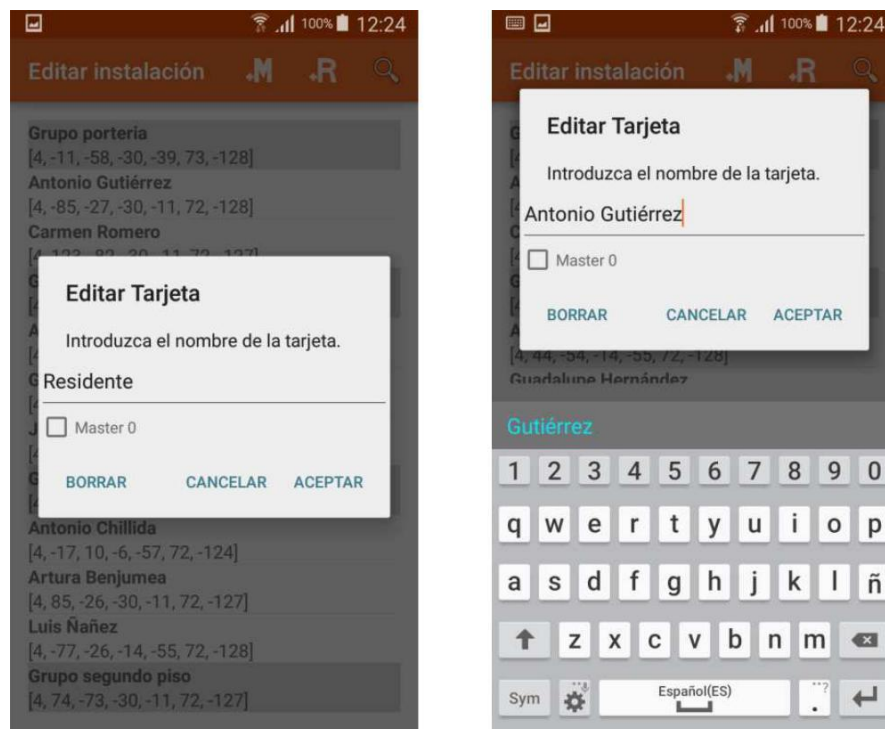 100% 12:24
Editar instalación +M +R
Grupo porteria
[4, -11, -58, -30, -39, 73, -128]
Antonio Gutiérrez
[4, -85, -27, -30, -11, 72, -128]
Carmen Romero
Editar Tarjeta
Introduzca el nombre de la tarjeta.
Residente
Master 0
BORRAR CANCELAR ACEPTAR
Antonio Chillida
[4, -17, 10, -6, -57, 72, -124]
Artura Benjumea
[4, 85, -26, -30, -11, 72, -127]
Luis Ñañez
[4, -77, -26, -14, -55, 72, -128]
Grupo segundo piso
[4, 74, -73, -30, -11, 72, -127]
100% 12:24
Editar instalación +M +R
Editar Tarjeta
Introduzca el nombre de la tarjeta.
Antonio Gutiérrez
Master 0
BORRAR CANCELAR ACEPTAR
[4, 44, -54, -14, -55, 72, -128]
Guadalupe Hernández
Gutiérrez
1 2 3 4 5 6 7 8 9 0
q w e r t y u i o p
a s d f g h j k l ñ
z x c v b n m
Sym Español(ES) .